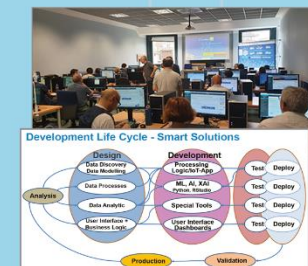 Development Life Cycle - Smart Solutions
Design
Development
Data Discovery
Data Modelling
Processing
Logic/IoT-App
Test
Deploy
Analysis
Data Processes
ML, AI, XAI
Python, RStudio
Test
Deploy
Data Analytic
Special Tools
Test
Deploy
User Interface +
Business Logic
User Interface
Dashboards
Test
Deploy
Production
Validation